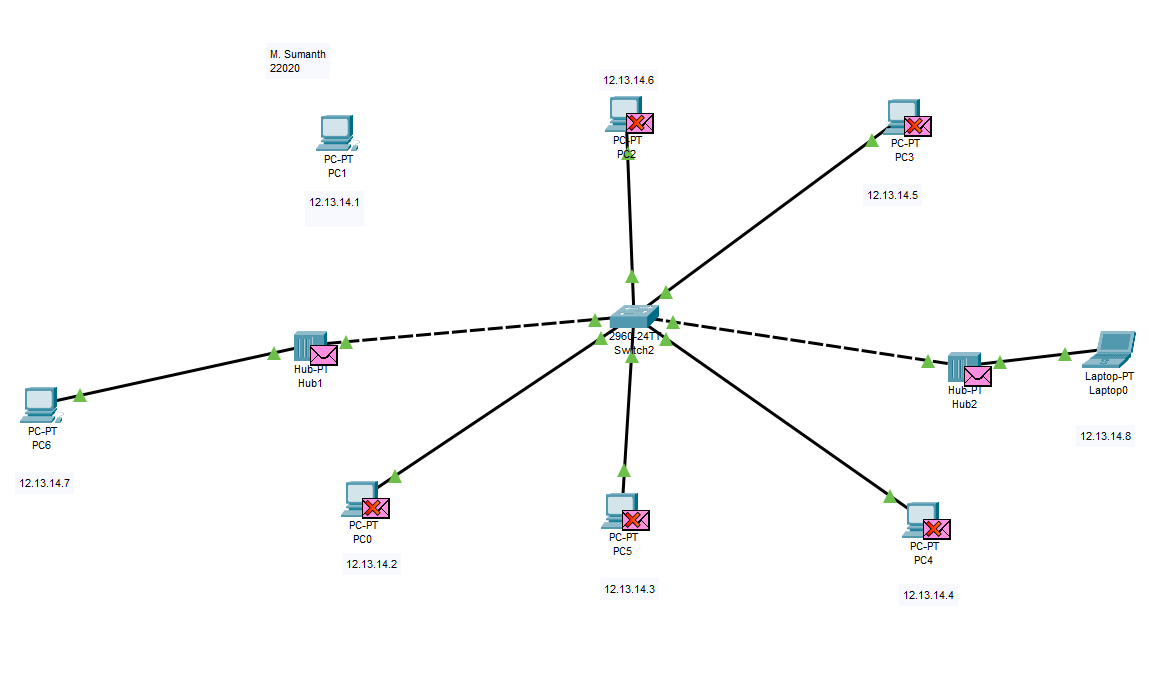 M. Sumanth
22020
12.13.14.6
PC-PT
PC2
PC-PT
PC3
PC-PT
PC1
12.13.14.5
12.13.14.1
2960-24TT
Switch2
Hub-PT
Hub1
Hub-PT
Hub2
Laptop-PT
Laptop0
PC-PT
PC6
12.13.14.8
12.13.14.7
PC-PT
PC0
PC-PT
PC5
PC-PT
PC4
12.13.14.2
12.13.14.3
12.13.14.4